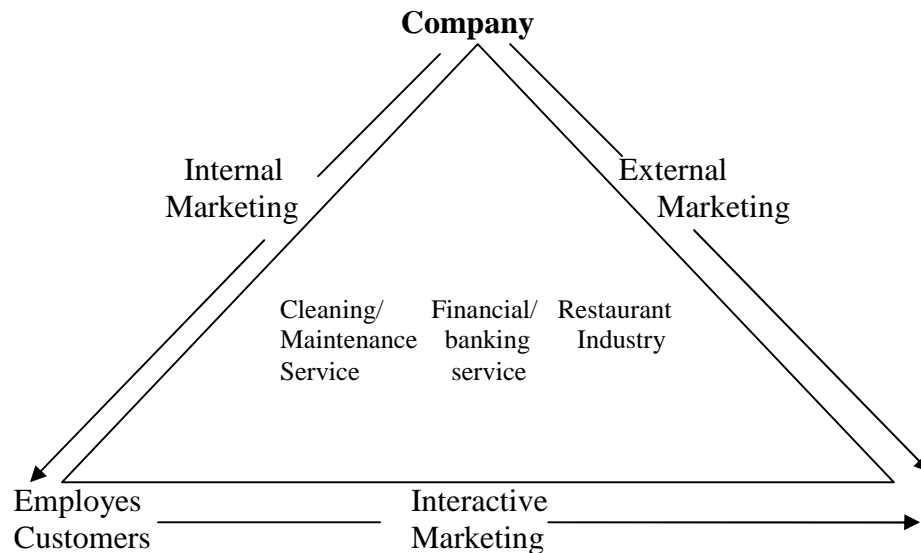 Company
Internal
Marketing
External
Marketing
Cleaning/ Financial/ Restaurant
Maintenance banking Industry
Service service
Employes Interactive
Customers Marketing